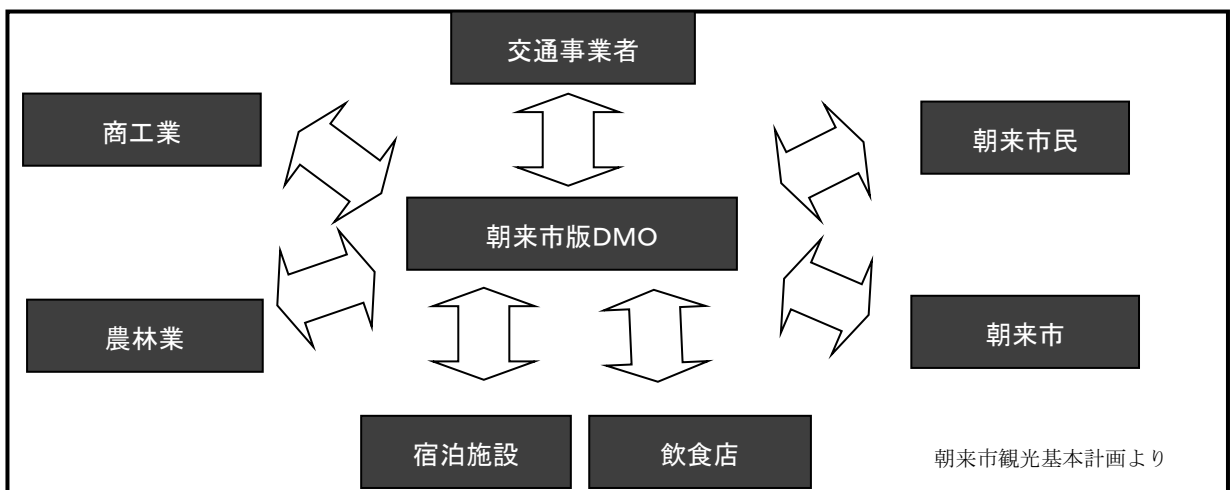 交通事業者
商工業
朝来市民
朝来市版DMO
農林業
朝来市
宿泊施設
飲食店
朝来市観光基本計画より